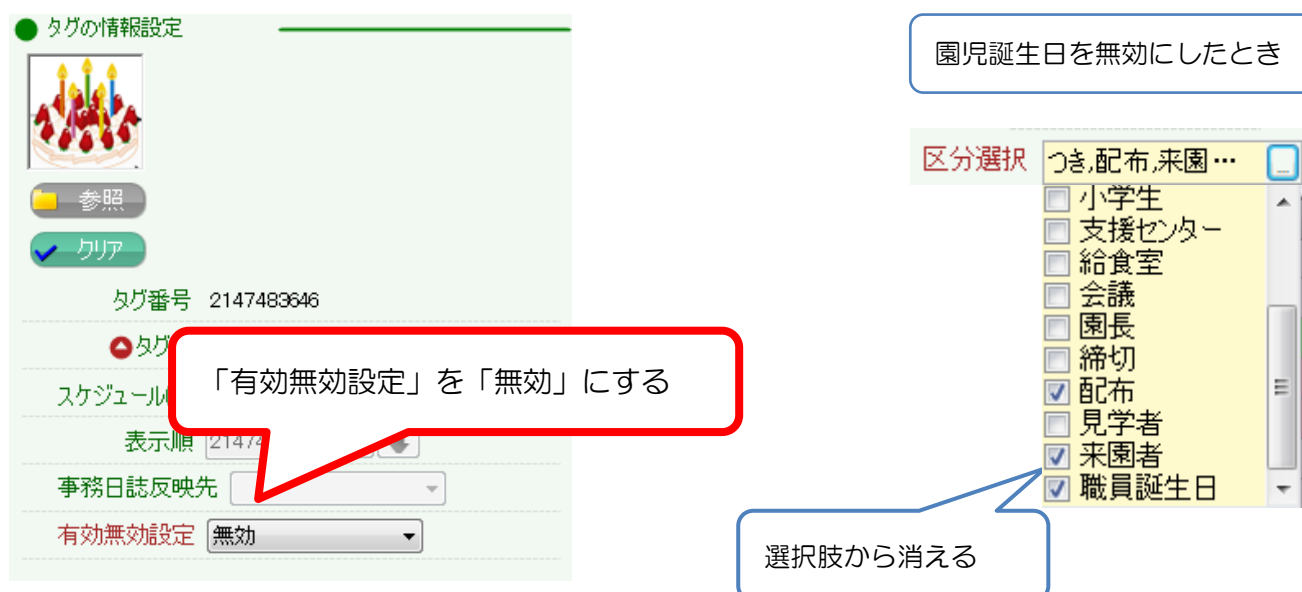 タグの情報設定
参照
クリア
タグ番号 2147483646
タグ
スケジュール
表示順 21474
事務日誌反映先
有効無効設定 無効
「有効無効設定」を「無効」にする
園児誕生日を無効にしたとき
区分選択 つき,配布,来園…
小学生
支援センター
給食室
会議
園長
締切
配布
見学者
来園者
職員誕生日
選択肢から消える